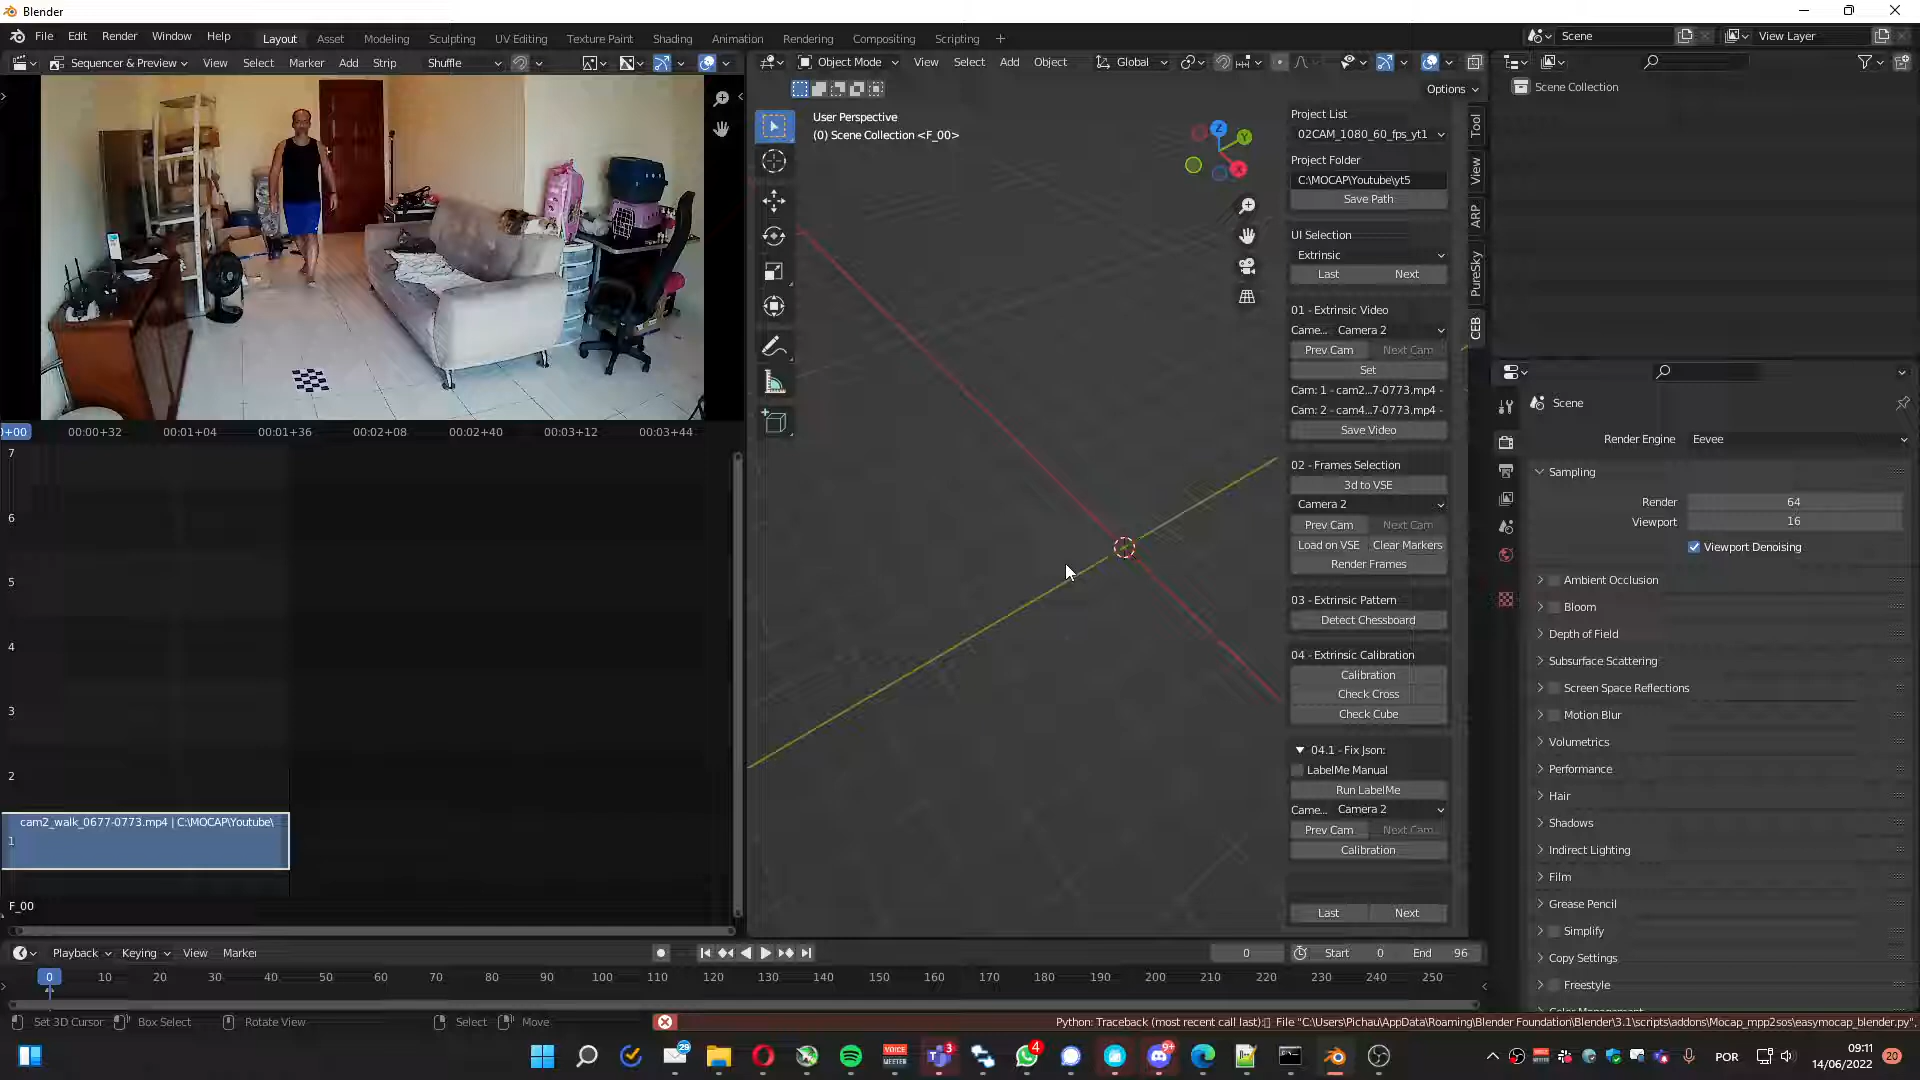 Blender
File Edit Render Window Help
Layout Asset Modeling Sculpting UV Editing Texture Paint Shading Animation Rendering Compositing Scripting +
Scene
View Layer
Sequencer & Preview View Select Marker Add Strip Shuffle
Object Mode View Select Add Object Global
Options
User Perspective
(0) Scene Collection <F_00>
Z Y X
Project List
02CAM_1080_60_fps_yt1
Project Folder
C:\MOCAP\Youtube\yt5
Save Path
UI Selection
Extrinsic
Last Next
01 - Extrinsic Video
Came... Camera 2
Prev Cam Next Cam
Set
Cam: 1 - cam2...7-0773.mp4 -
Cam: 2 - cam4...7-0773.mp4 -
Save Video
02 - Frames Selection
3d to VSE
Camera 2
Prev Cam Next Cam
Load on VSE Clear Markers
Render Frames
03 - Extrinsic Pattern
Detect Chessboard
04 - Extrinsic Calibration
Calibration
Check Cross
Check Cube
04.1 - Fix Json:
LabelMe Manual
Run LabelMe
Came... Camera 2
Prev Cam Next Cam
Calibration
Last Next
Tool
View
ARP
PureSky
CEB
Scene Collection
Scene
Render Engine Eevee
Sampling
Render 64
Viewport 16
Viewport Denoising
Ambient Occlusion
Bloom
Depth of Field
Subsurface Scattering
Screen Space Reflections
Motion Blur
Volumetrics
Performance
Hair
Shadows
Indirect Lighting
Film
Grease Pencil
Simplify
Copy Settings
Freestyle
Color Management
0+00 00:00+32 00:01+04 00:01+36 00:02+08 00:02+40 00:03+12 00:03+44
7
6
5
4
3
2
1
cam2_walk_0677-0773.mp4 | C:\MOCAP\Youtube\
F_00
Playback Keying View Marker
0 Start 0 End 96
0 10 20 30 40 50 60 70 80 90 100 110 120 130 140 150 160 170 180 190 200 210 220 230 240 250
Set 3D Cursor Box Select Rotate View Select Move
Python: Traceback (most recent call last): File "C:\Users\Pichau\AppData\Roaming\Blender Foundation\Blender\3.1\scripts\addons\Mocap_mpp2sos\easymocap_blender.py",
29 VOICE MEETER 3 4 9+
POR
09:11
14/06/2022
20